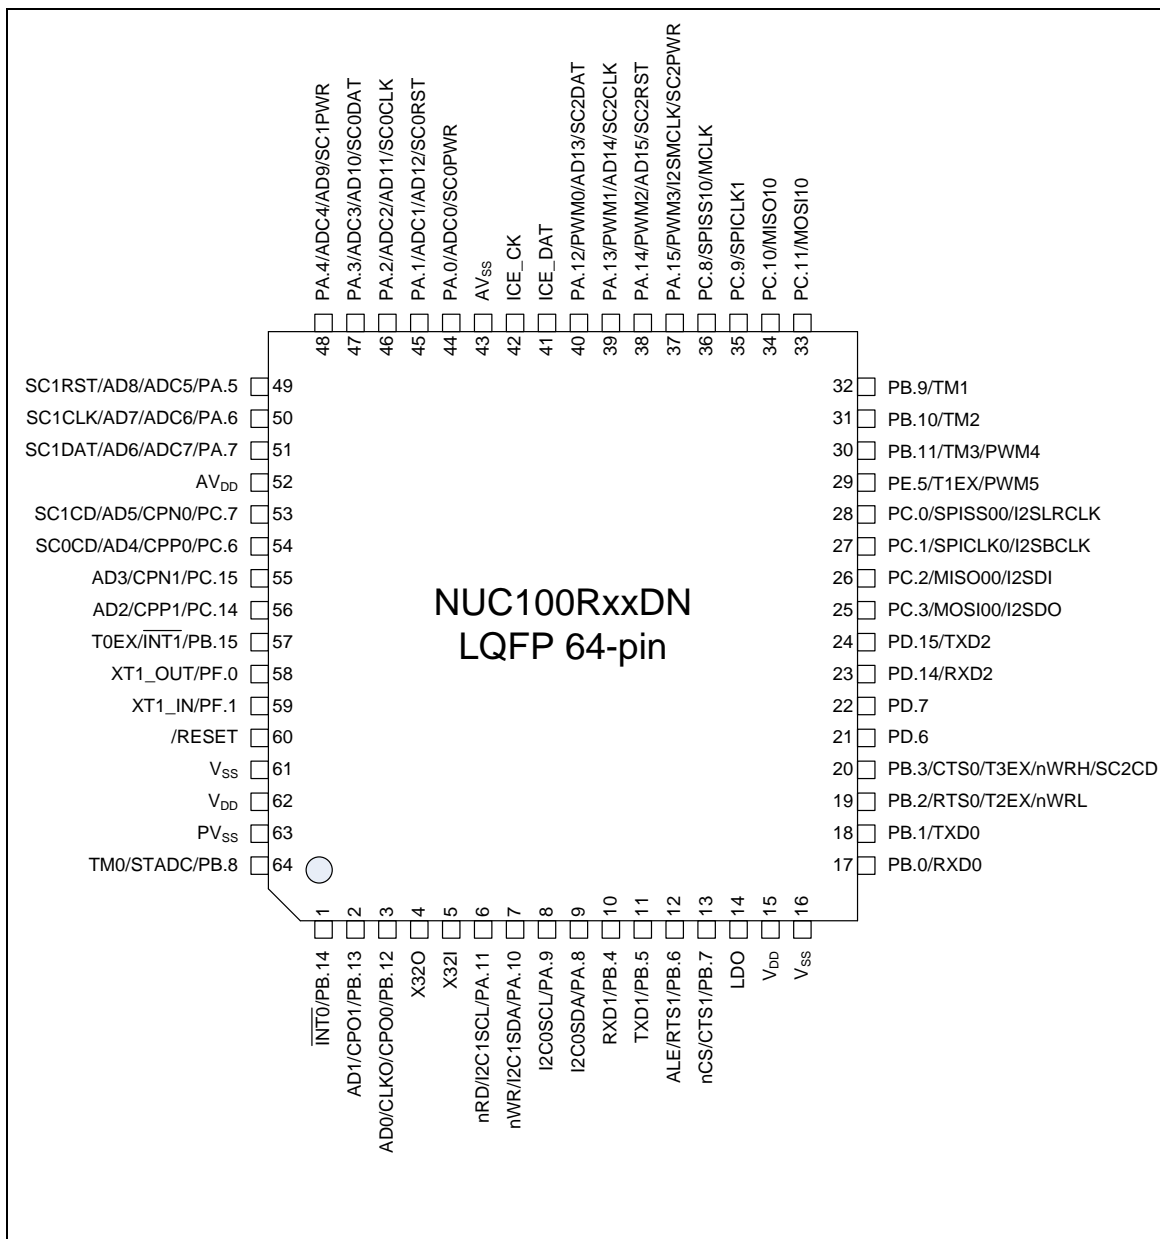 PA.4/ADC4/AD9/SC1PWR
PA.3/ADC3/AD10/SC0DAT
PA.2/ADC2/AD11/SC0CLK
PA.1/ADC1/AD12/SC0RST
PA.0/ADC0/SC0PWR
AVSS
ICE_CK
ICE_DAT
PA.12/PWM0/AD13/SC2DAT
PA.13/PWM1/AD14/SC2CLK
PA.14/PWM2/AD15/SC2RST
PA.15/PWM3/I2SMCLK/SC2PWR
PC.8/SPISS10/MCLK
PC.9/SPICLK1
PC.10/MISO10
PC.11/MOSI10
48 47 46 45 44 43 42 41 40 39 38 37 36 35 34 33
SC1RST/AD8/ADC5/PA.5 49
SC1CLK/AD7/ADC6/PA.6 50
SC1DAT/AD6/ADC7/PA.7 51
AVDD 52
SC1CD/AD5/CPN0/PC.7 53
SC0CD/AD4/CPP0/PC.6 54
AD3/CPN1/PC.15 55
AD2/CPP1/PC.14 56
T0EX/INT1/PB.15 57
XT1_OUT/PF.0 58
XT1_IN/PF.1 59
/RESET 60
VSS 61
VDD 62
PVSS 63
TM0/STADC/PB.8 64
NUC100RxxDN
LQFP 64-pin
32 PB.9/TM1
31 PB.10/TM2
30 PB.11/TM3/PWM4
29 PE.5/T1EX/PWM5
28 PC.0/SPISS00/I2SLRCLK
27 PC.1/SPICLK0/I2SBCLK
26 PC.2/MISO00/I2SDI
25 PC.3/MOSI00/I2SDO
24 PD.15/TXD2
23 PD.14/RXD2
22 PD.7
21 PD.6
20 PB.3/CTS0/T3EX/nWRH/SC2CD
19 PB.2/RTS0/T2EX/nWRL
18 PB.1/TXD0
17 PB.0/RXD0
1 2 3 4 5 6 7 8 9 10 11 12 13 14 15 16
INT0/PB.14
AD1/CPO1/PB.13
AD0/CLKO/CPO0/PB.12
X32O
X32I
nRD/I2C1SCL/PA.11
nWR/I2C1SDA/PA.10
I2C0SCL/PA.9
I2C0SDA/PA.8
RXD1/PB.4
TXD1/PB.5
ALE/RTS1/PB.6
nCS/CTS1/PB.7
LDO
VDD
VSS